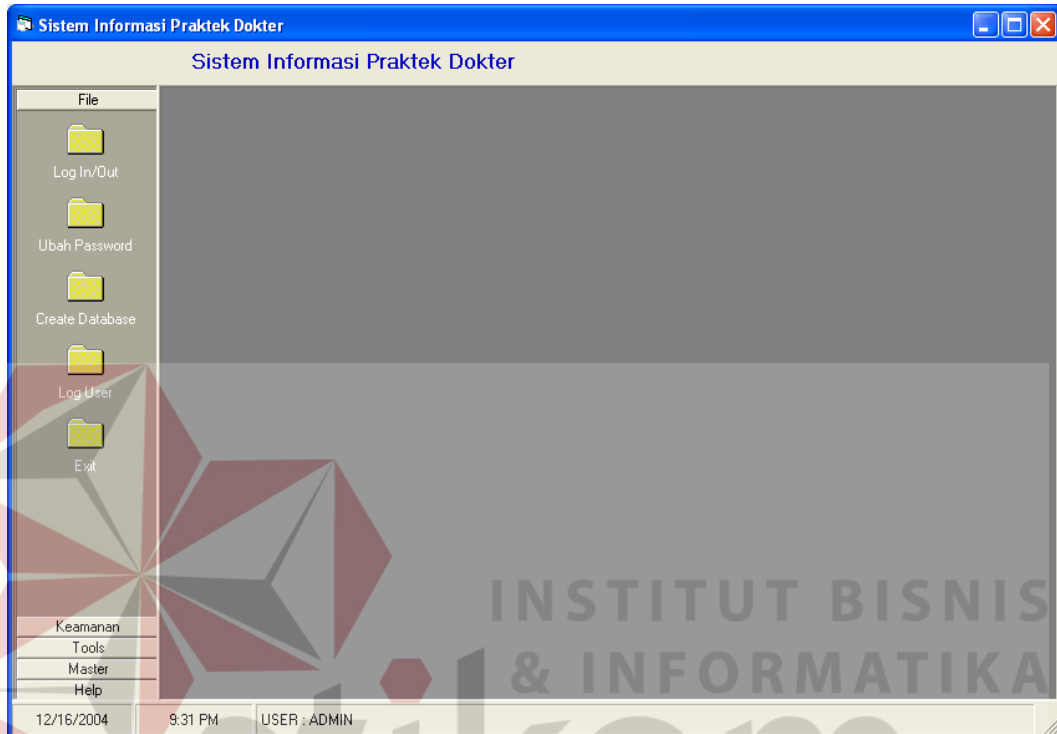 Sistem Informasi Praktek Dokter
Sistem Informasi Praktek Dokter
File
Log In/Out
Ubah Password
Create Database
Log User
Exit
Keamanan
Tools
Master
Help
INSTITUT BISNIS
& INFORMATIKA
12/16/2004 9:31 PM USER : ADMIN